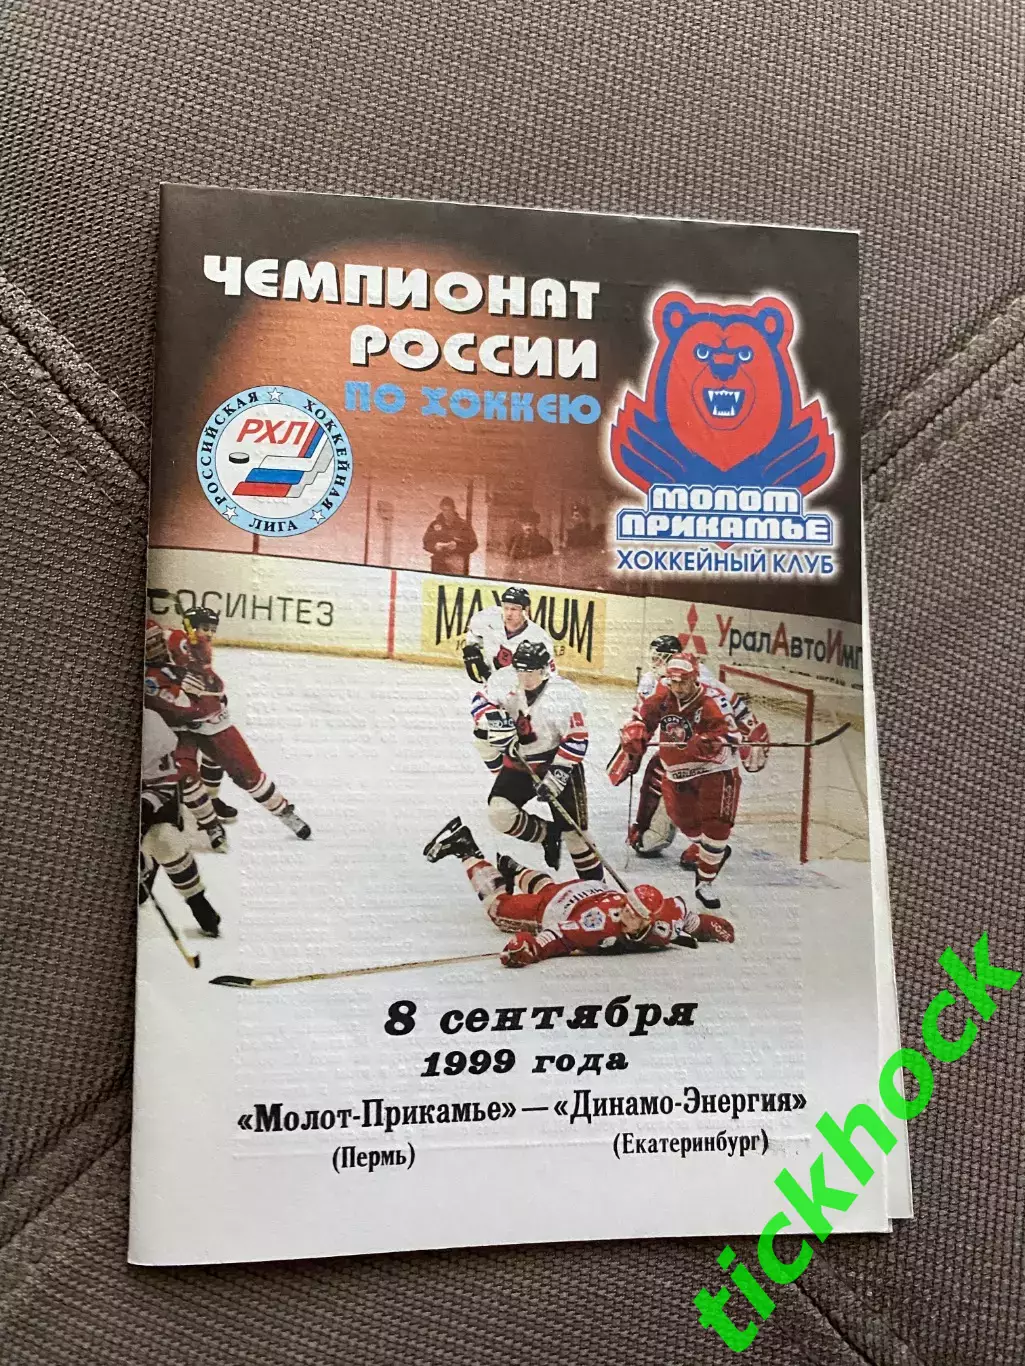 ЧЕМПИОНАТ
РОССИИ
ПО ХОККЕЮ
РОССИЙСКАЯ ХОККЕЙНАЯ ЛИГА
РХЛ
МОЛОТ
ПРИКАМЬЕ
ХОККЕЙНЫЙ КЛУБ
СОСИНТЕЗ
MAXIMUM
УралАвтоИмп
8 сентября
1999 года
«Молот-Прикамье» — «Динамо-Энергия»
(Пермь) (Екатеринбург)
tickhock